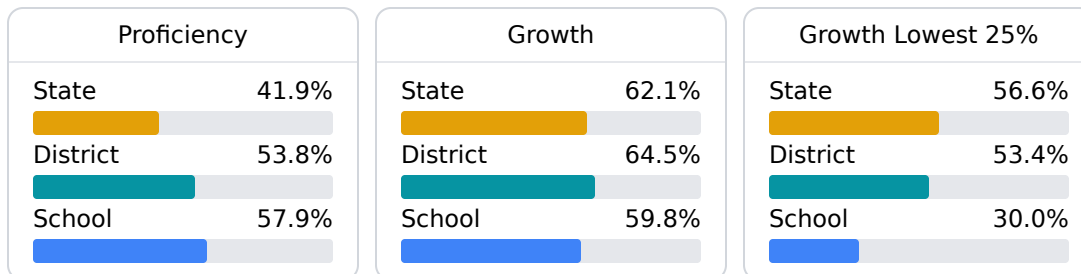 Proficiency
State 41.9%
District 53.8%
School 57.9%
Growth
State 62.1%
District 64.5%
School 59.8%
Growth Lowest 25%
State 56.6%
District 53.4%
School 30.0%